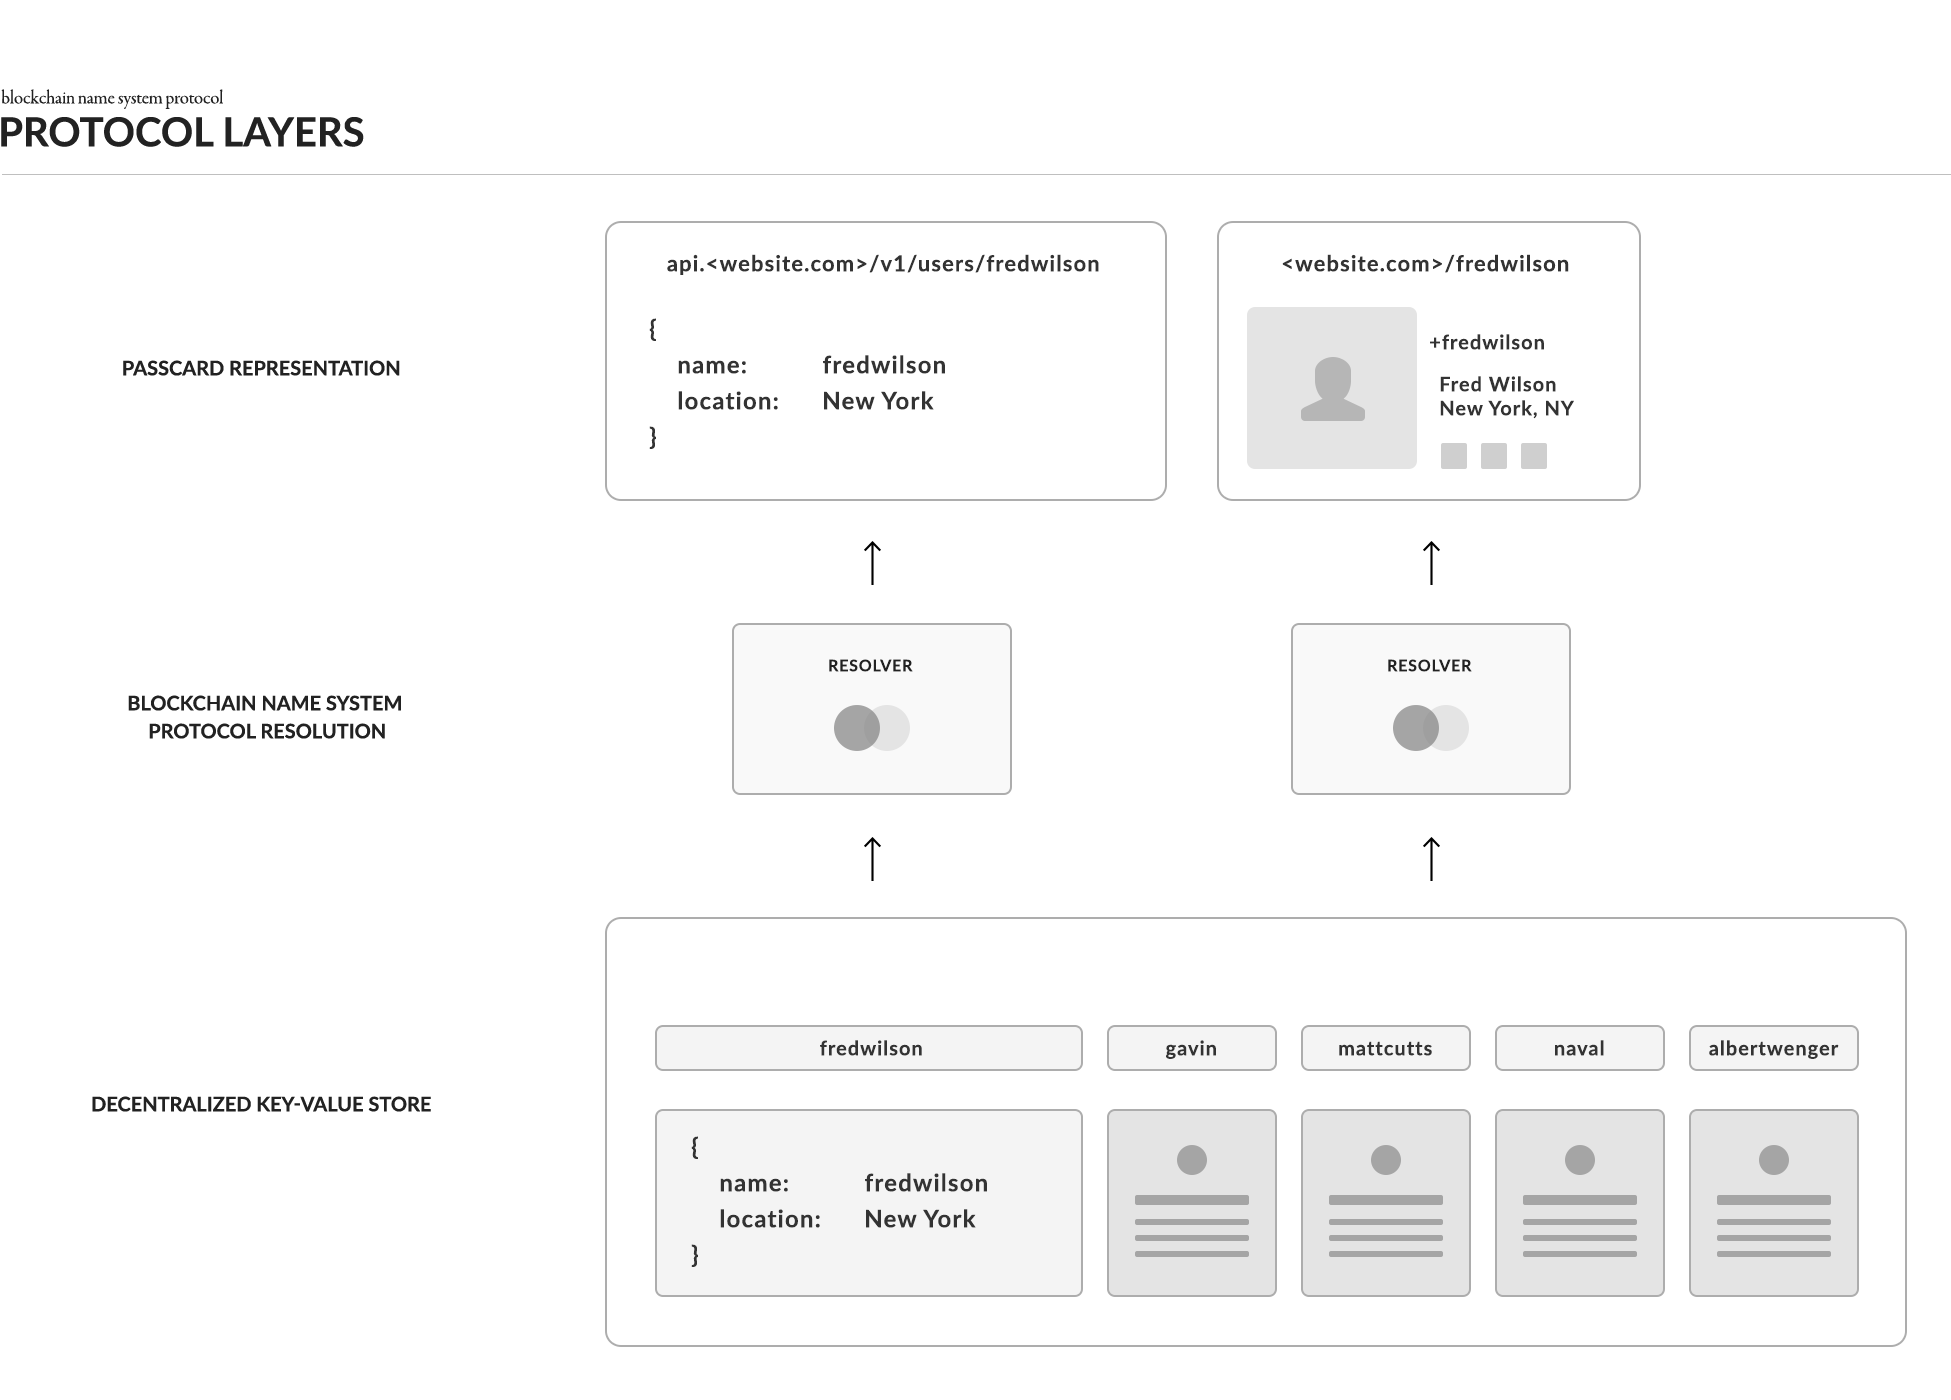 blockchain name system protocol
PROTOCOL LAYERS
PASSCARD REPRESENTATION
api.<website.com>/v1/users/fredwilson
{
name: fredwilson
location: New York
}
<website.com>/fredwilson
+fredwilson
Fred Wilson
New York, NY
BLOCKCHAIN NAME SYSTEM
PROTOCOL RESOLUTION
RESOLVER
RESOLVER
DECENTRALIZED KEY-VALUE STORE
fredwilson
gavin
mattcutts
naval
albertwenger
{
name: fredwilson
location: New York
}